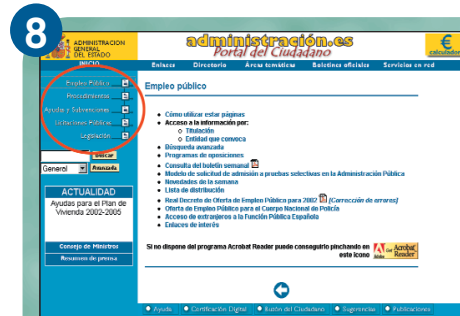 8
ADMINISTRACION
GENERAL
DEL ESTADO
administración.es
Portal del Ciudadano
€
calculadora
INICIO
Enlaces Directorio Áreas temáticas Boletines oficiales Servicios en red
Empleo Público
Procedimientos
Ayudas y Subvenciones
Licitaciones Públicas
Legislación
Buscar
General Avanzada
ACTUALIDAD
Ayudas para el Plan de
Vivienda 2002-2005
Consejo de Ministros
Resumen de prensa
Empleo público
Cómo utilizar estas páginas
Acceso a la información por:
Titulación
Entidad que convoca
Búsqueda avanzada
Programas de oposiciones
Consulta del boletín semanal
Modelo de solicitud de admisión a pruebas selectivas en la Administración Pública
Novedades de la semana
Lista de distribución
Real Decreto de Oferta de Empleo Público para 2002 [Corrección de errores]
Oferta de Empleo Público para el Cuerpo Nacional de Policía
Acceso de extranjeros a la Función Pública Española
Enlaces de interés
Si no dispone del programa Acrobat Reader puede conseguirlo pinchando en
este icono
Get Acrobat
Adobe Reader
Ayuda Certificación Digital Buzón del Ciudadano Sugerencias Publicaciones